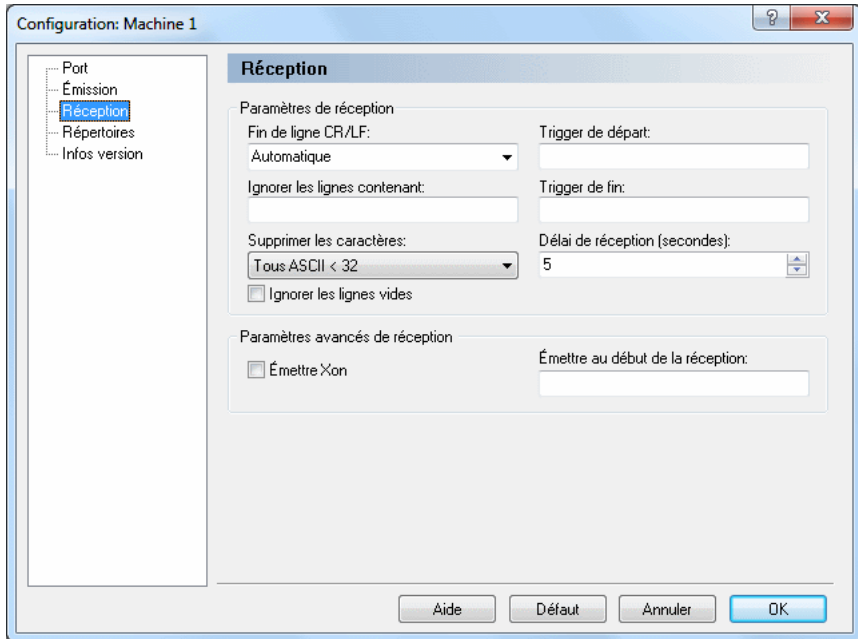 Configuration: Machine 1
?
X
Port
Émission
Réception
Répertoires
Infos version
Réception
Paramètres de réception
Fin de ligne CR/LF:
Automatique
Trigger de départ:
Ignorer les lignes contenant:
Trigger de fin:
Supprimer les caractères:
Tous ASCII < 32
Délai de réception (secondes):
5
Ignorer les lignes vides
Paramètres avancés de réception
Émettre Xon
Émettre au début de la réception:
Aide
Défaut
Annuler
OK